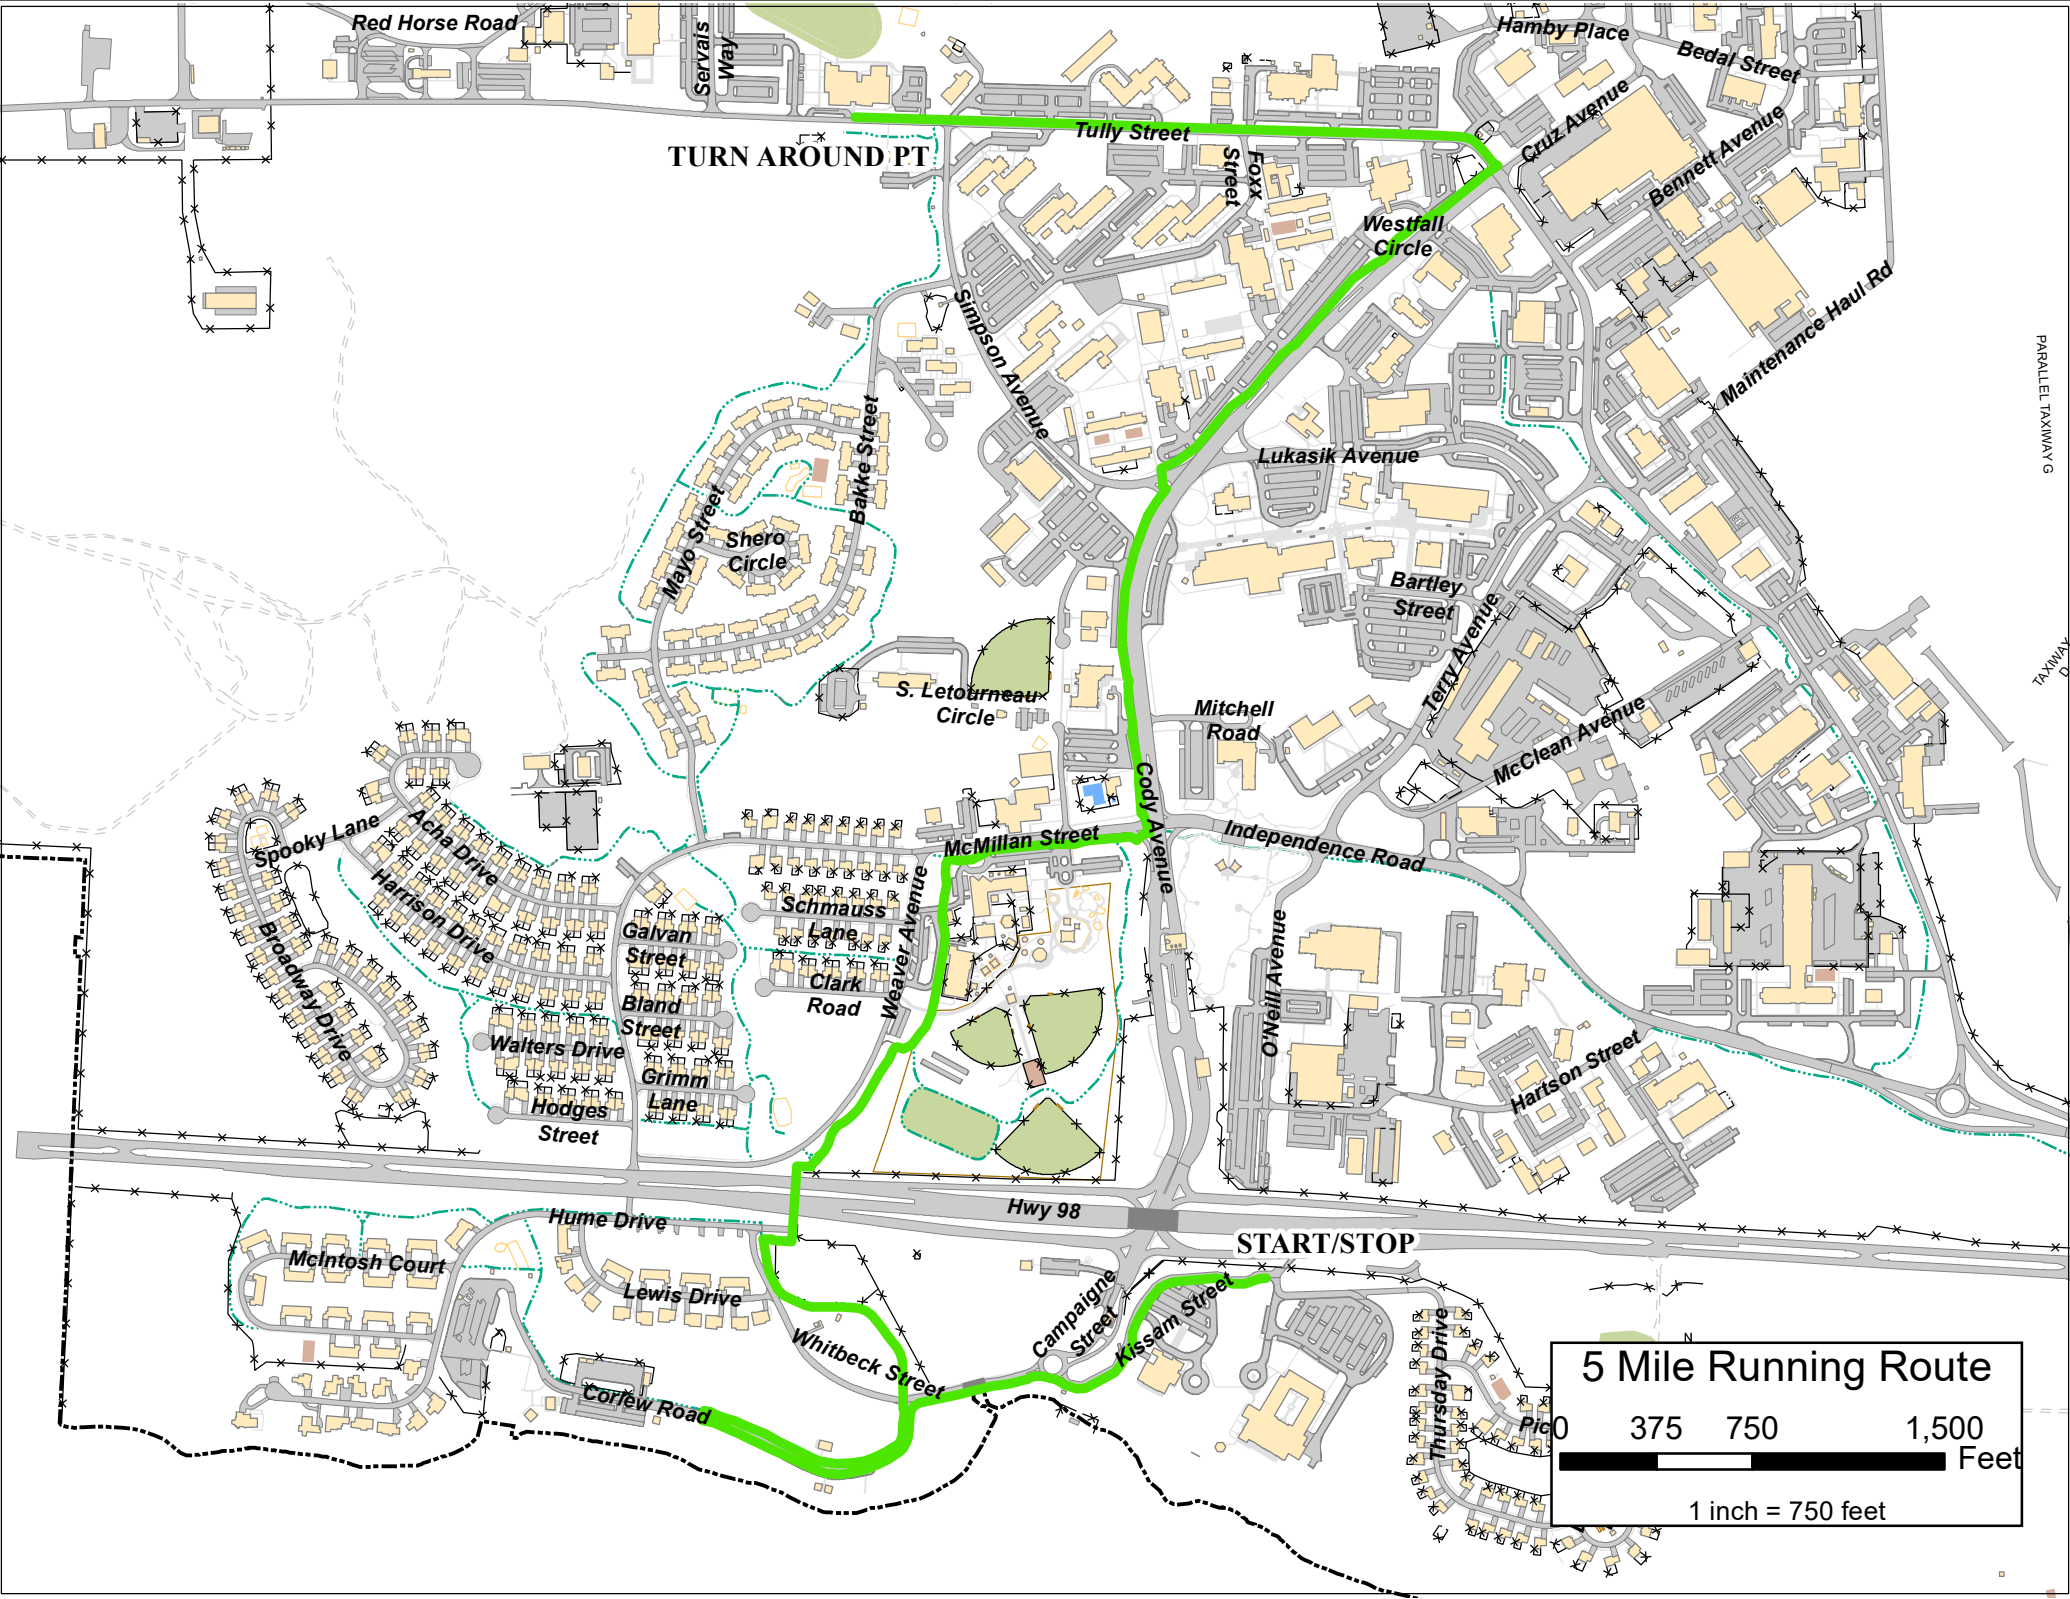 Red Horse Road
Servais
Way
Hamby Place
Bedal Street
Cruz Avenue
Bennett Avenue
Tully Street
TURN AROUND PT
Foxx
Street
Westfall
Circle
Maintenance Haul Rd
PARALLEL TAXIWAY G
Simpson Avenue
Bakke Street
Lukasik Avenue
Mayo Street
Shero
Circle
Bartley
Street
Terry Avenue
TAXIWAY
D
S. Letourneau
Circle
Mitchell
Road
McClean Avenue
Cody Avenue
Spooky Lane
Acha Drive
McMillan Street
Independence Road
Harrison Drive
Schmauss
Lane
Weaver Avenue
Galvan
Street
Broadway Drive
Clark
Road
O'Neill Avenue
Bland
Street
Walters Drive
Hartson Street
Grimm
Lane
Hodges
Street
Hwy 98
Hume Drive
START/STOP
McIntosh Court
Lewis Drive
Campaigne
Street
Kissam Street
Whitbeck Street
Thursday Drive
Corlew Road
N
5 Mile Running Route
Pic
0 375 750 1,500
Feet
1 inch = 750 feet